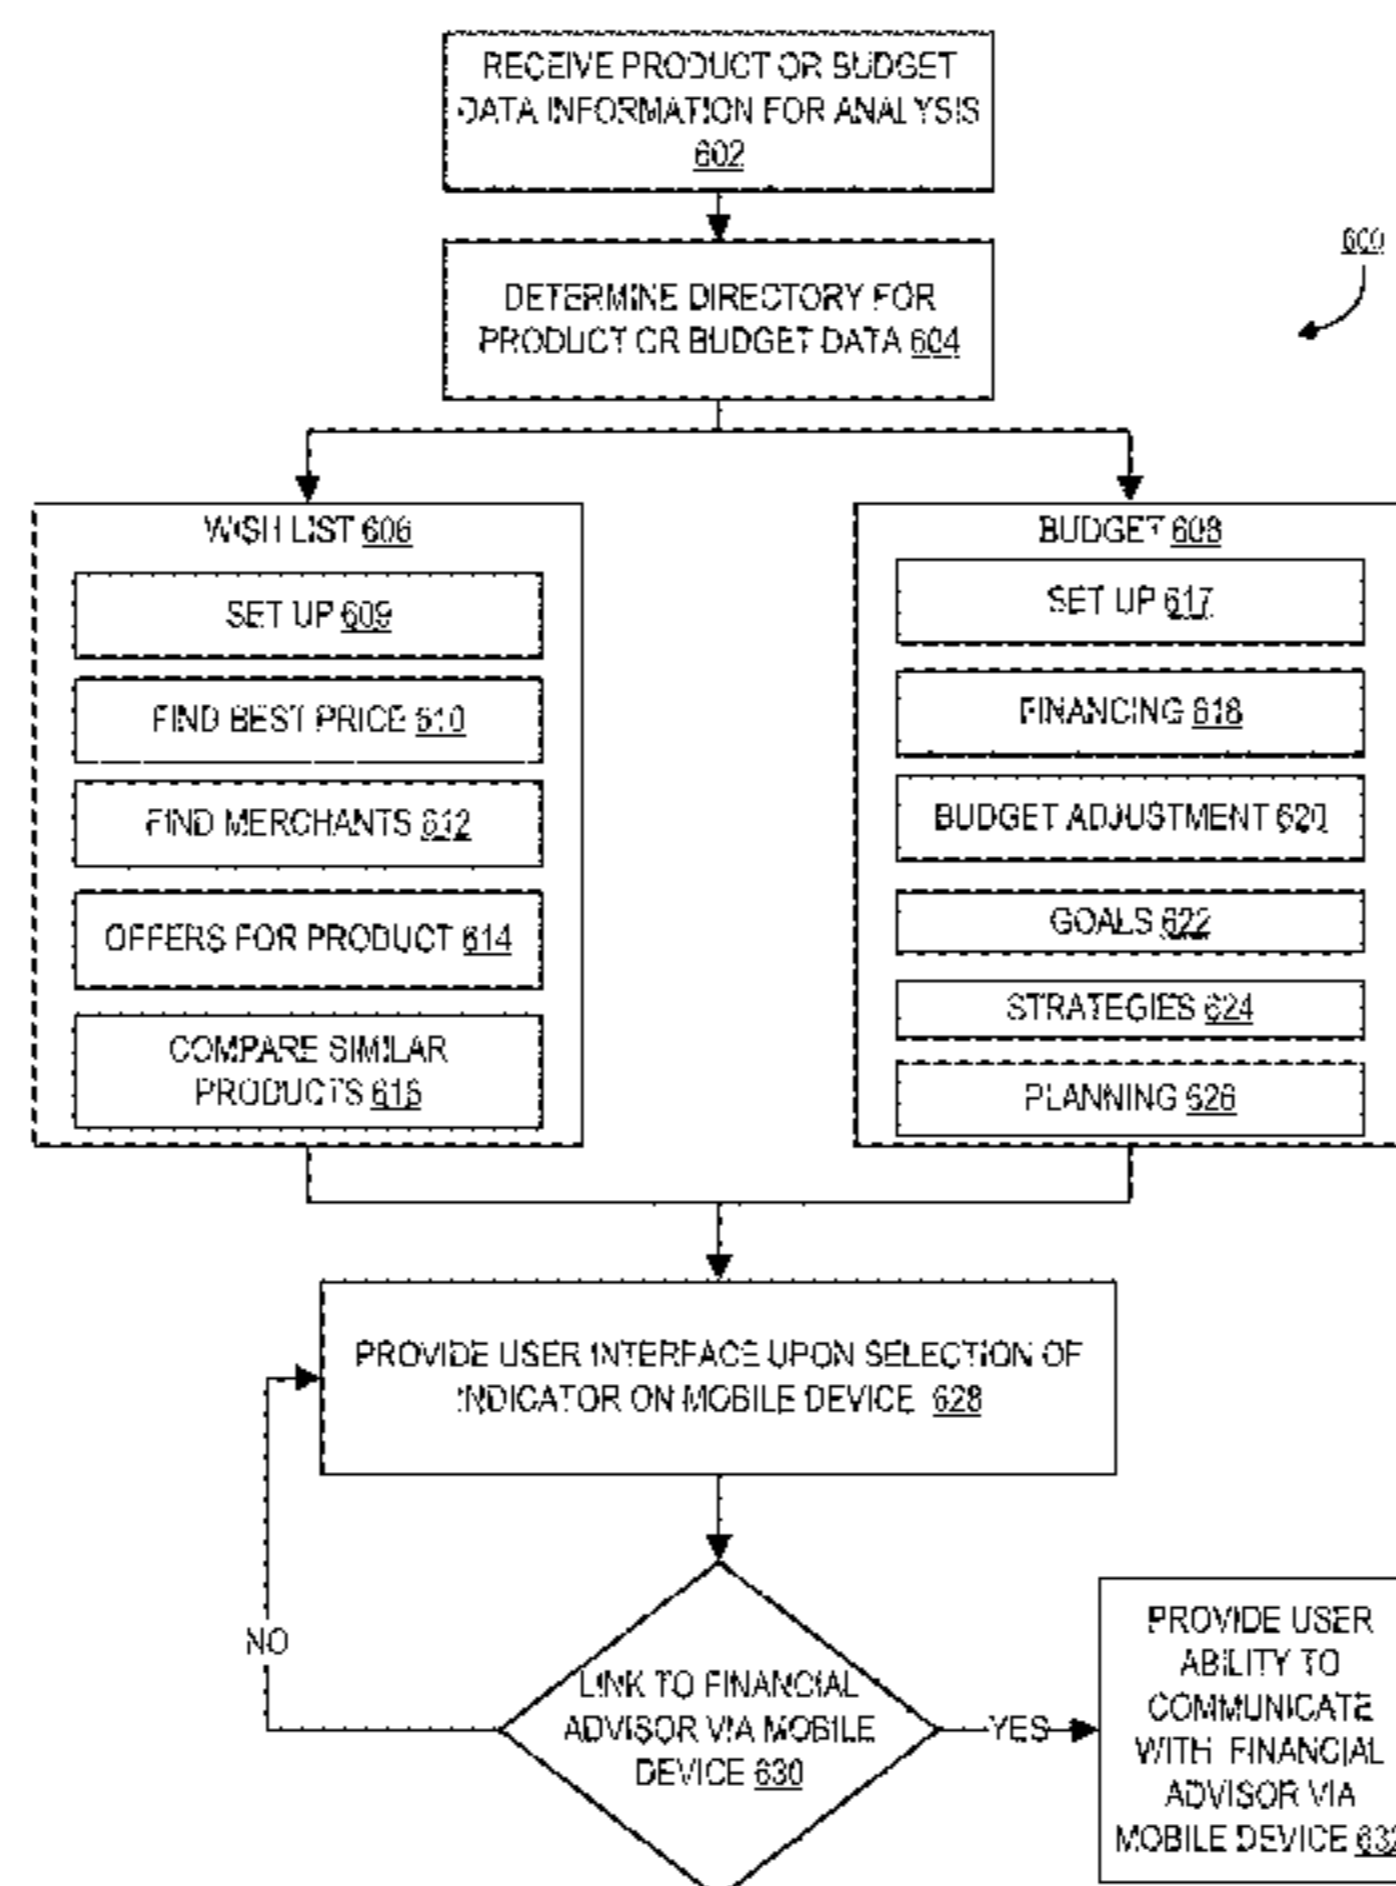 RECEIVE PRODUCT OR BUDGET
DATA INFORMATION FOR ANALYSIS
602
600
DETERMINE DIRECTORY FOR
PRODUCT OR BUDGET DATA 604
WISH LIST 606
SET UP 609
FIND BEST PRICE 610
FIND MERCHANTS 612
OFFERS FOR PRODUCT 614
COMPARE SIMILAR
PRODUCTS 616
BUDGET 608
SET UP 617
FINANCING 618
BUDGET ADJUSTMENT 620
GOALS 622
STRATEGIES 624
PLANNING 626
PROVIDE USER INTERFACE UPON SELECTION OF
INDICATOR ON MOBILE DEVICE 628
NO
LINK TO FINANCIAL
ADVISOR VIA MOBILE
DEVICE 630
YES
PROVIDE USER
ABILITY TO
COMMUNICATE
WITH FINANCIAL
ADVISOR VIA
MOBILE DEVICE 632